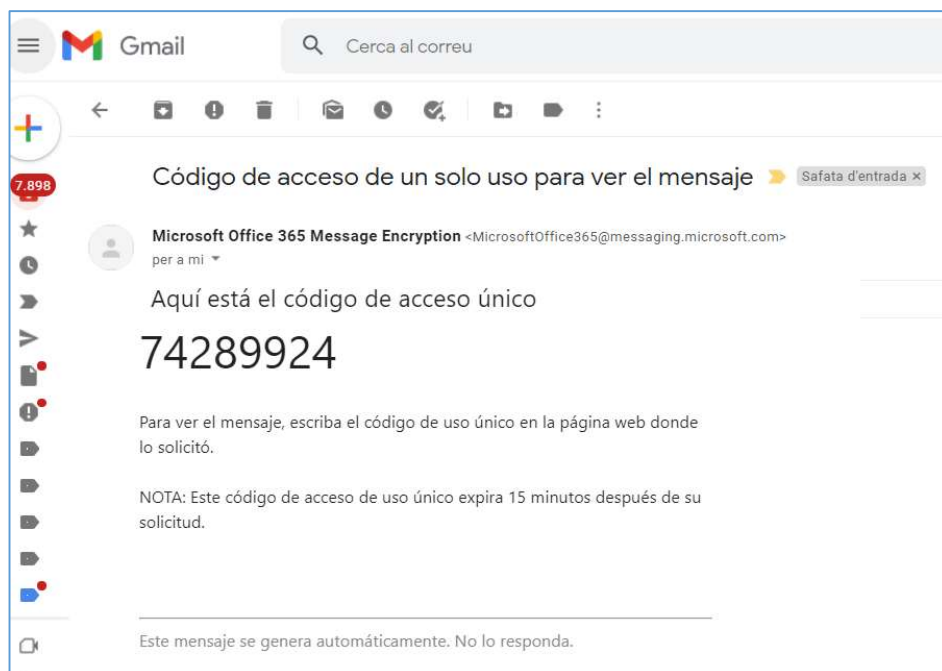 Gmail
Cerca al correu
7.898
Código de acceso de un solo uso para ver el mensaje
Safata d'entrada ×
Microsoft Office 365 Message Encryption <MicrosoftOffice365@messaging.microsoft.com>
per a mi
Aquí está el código de acceso único
74289924
Para ver el mensaje, escriba el código de uso único en la página web donde
lo solicitó.
NOTA: Este código de acceso de uso único expira 15 minutos después de su
solicitud.
Este mensaje se genera automáticamente. No lo responda.